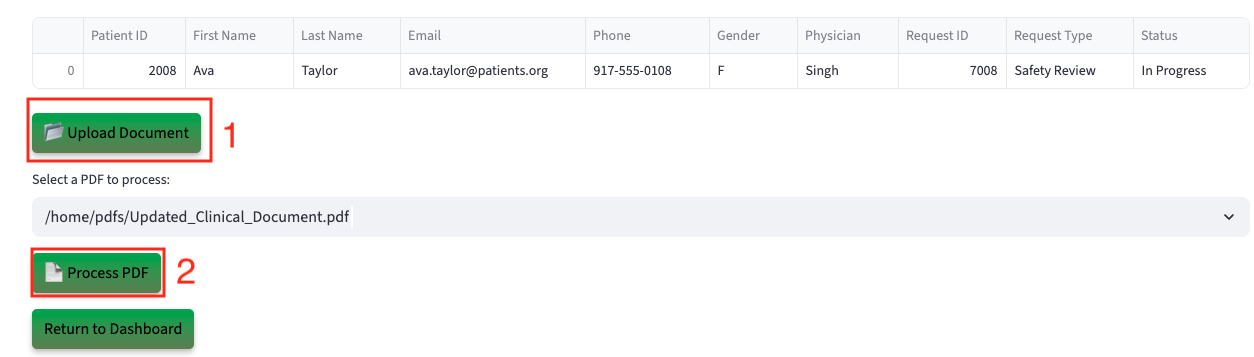 Patient ID First Name Last Name Email Phone Gender Physician Request ID Request Type Status
0 2008 Ava Taylor ava.taylor@patients.org 917-555-0108 F Singh 7008 Safety Review In Progress
Upload Document 1
Select a PDF to process:
/home/pdfs/Updated_Clinical_Document.pdf
Process PDF 2
Return to Dashboard